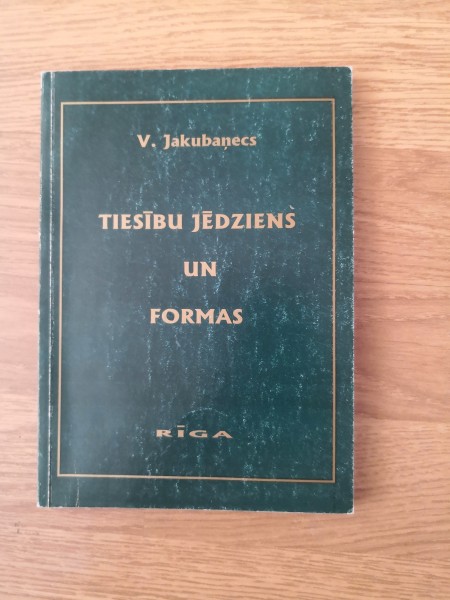 V. Jakubaņecs
TIESĪBU JĒDZIENS
UN
FORMAS
RĪGA